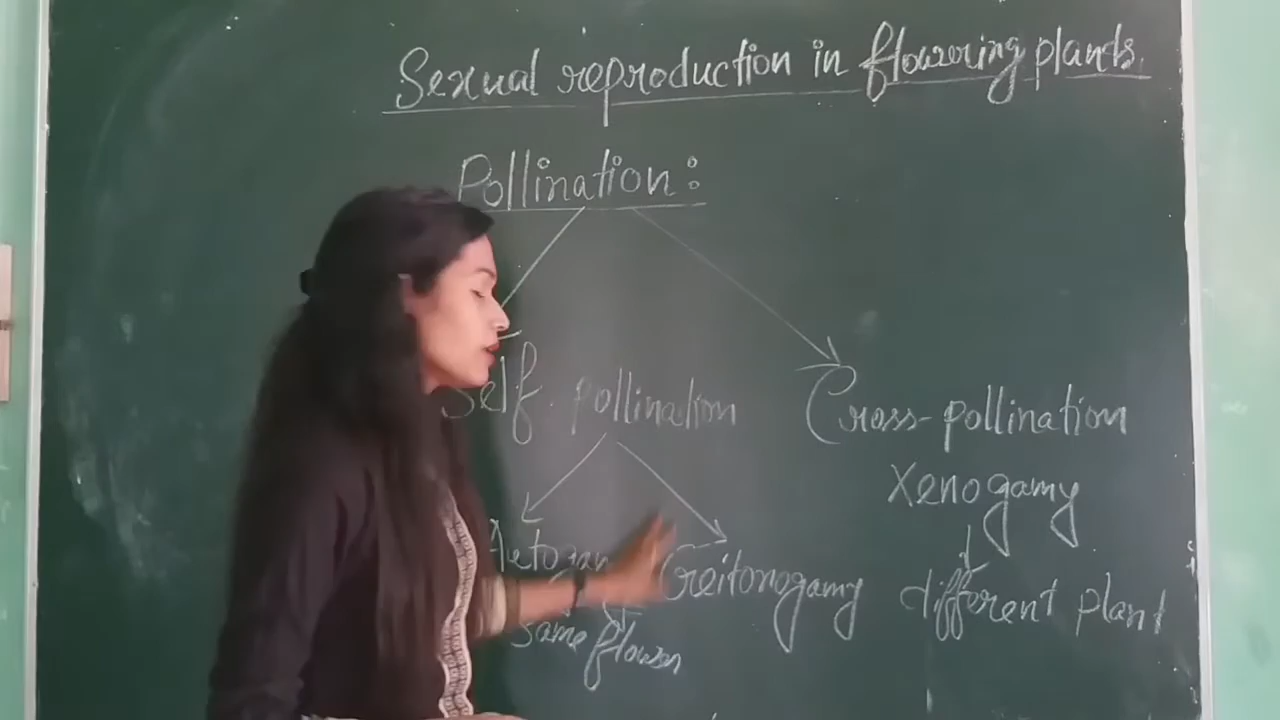 Sexual reproduction in flowering plants
Pollination:
Self pollination
Cross-pollination
Xenogamy
Geitonogamy
different plant
same flower